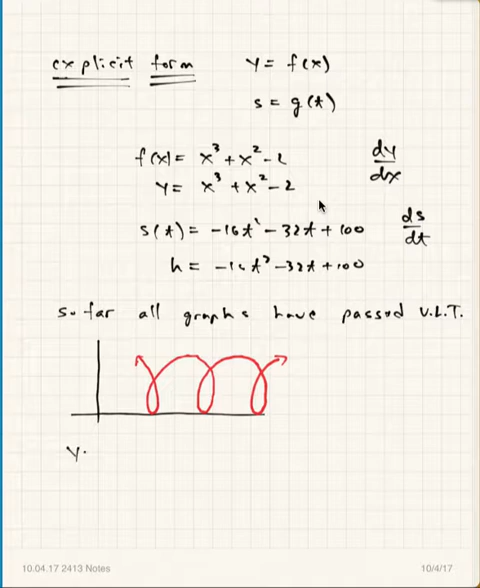 explicit form y = f(x)
s = g(t)
f(x) = x³ + x² - 2 dy/dx
y = x³ + x² - 2
s(t) = -16t² - 32t + 100 ds/dt
h = -16t² - 32t + 100
so far all graphs have passed V.L.T.
y.
10.04.17 2413 Notes 10/4/17